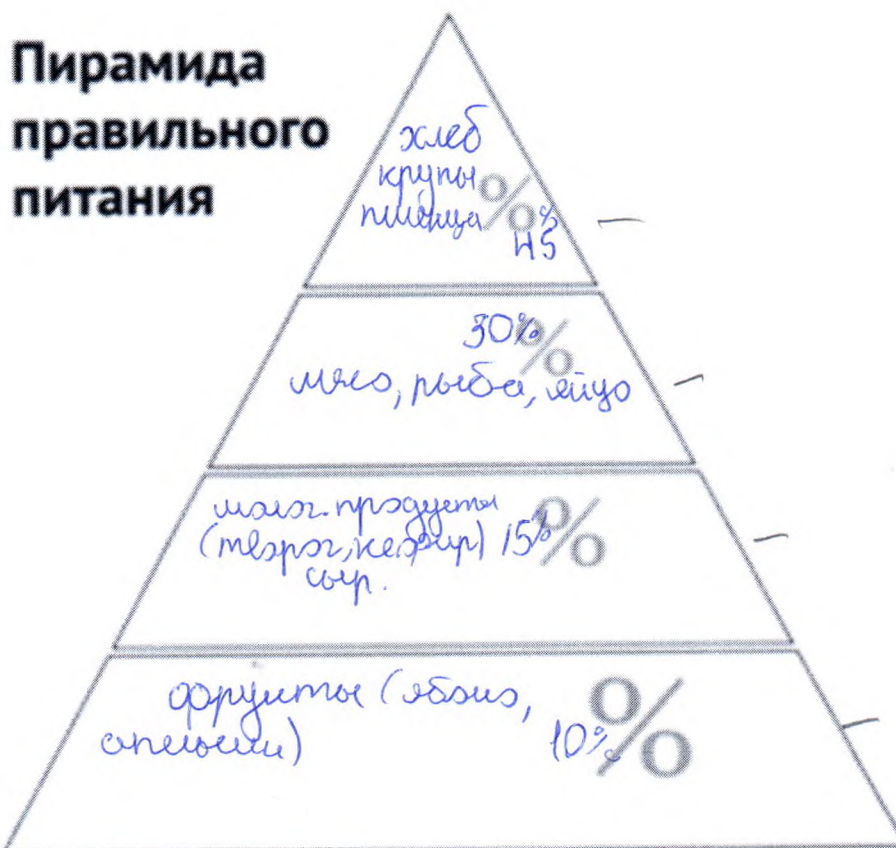 Пирамида
правильного
питания
хлеб
крупы
пшеница %
45 %
30% %
мясо, рыба, яйцо
молоч. продукты %
(творог, кефир) 15%
сыр.
фрукты (яблоко, %
апельсин) 10%